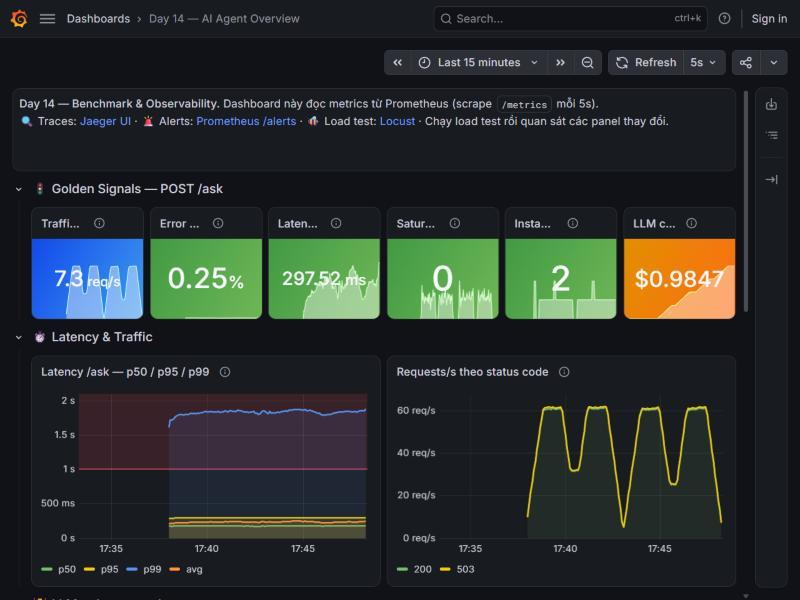 Dashboards › Day 14 — AI Agent Overview
Search... ctrl+k
Sign in
Last 15 minutes
Refresh 5s
Day 14 — Benchmark & Observability. Dashboard này đọc metrics từ Prometheus (scrape /metrics mỗi 5s).
🔍 Traces: Jaeger UI · 🚨 Alerts: Prometheus /alerts · Load test: Locust · Chạy load test rồi quan sát các panel thay đổi.
🚦 Golden Signals — POST /ask
Traffi... Error ... Laten... Satur... Insta... LLM c...
7.3 req/s 0.25% 297.52 ms 0 2 $0.9847
⏱️ Latency & Traffic
Latency /ask — p50 / p95 / p99
2 s
1.5 s
1 s
500 ms
0 s
17:35 17:40 17:45
p50 p95 p99 avg
Requests/s theo status code
60 req/s
40 req/s
20 req/s
0 req/s
17:35 17:40 17:45
200 503